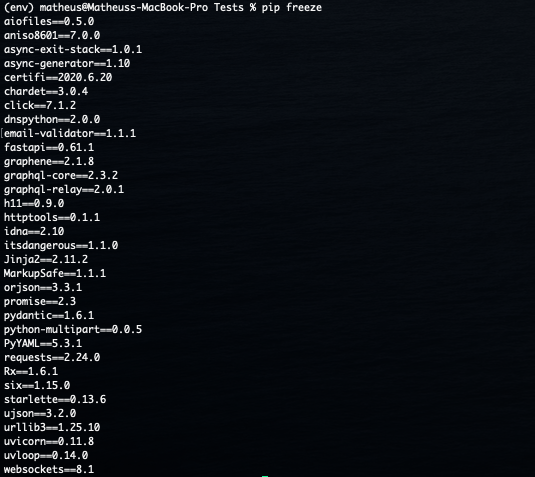 (env) matheus@Matheuss-MacBook-Pro Tests % pip freeze
aiofiles==0.5.0
aniso8601==7.0.0
async-exit-stack==1.0.1
async-generator==1.10
certifi==2020.6.20
chardet==3.0.4
click==7.1.2
dnspython==2.0.0
email-validator==1.1.1
fastapi==0.61.1
graphene==2.1.8
graphql-core==2.3.2
graphql-relay==2.0.1
h11==0.9.0
httptools==0.1.1
idna==2.10
itsdangerous==1.1.0
Jinja2==2.11.2
MarkupSafe==1.1.1
orjson==3.3.1
promise==2.3
pydantic==1.6.1
python-multipart==0.0.5
PyYAML==5.3.1
requests==2.24.0
Rx==1.6.1
six==1.15.0
starlette==0.13.6
ujson==3.2.0
urllib3==1.25.10
uvicorn==0.11.8
uvloop==0.14.0
websockets==8.1